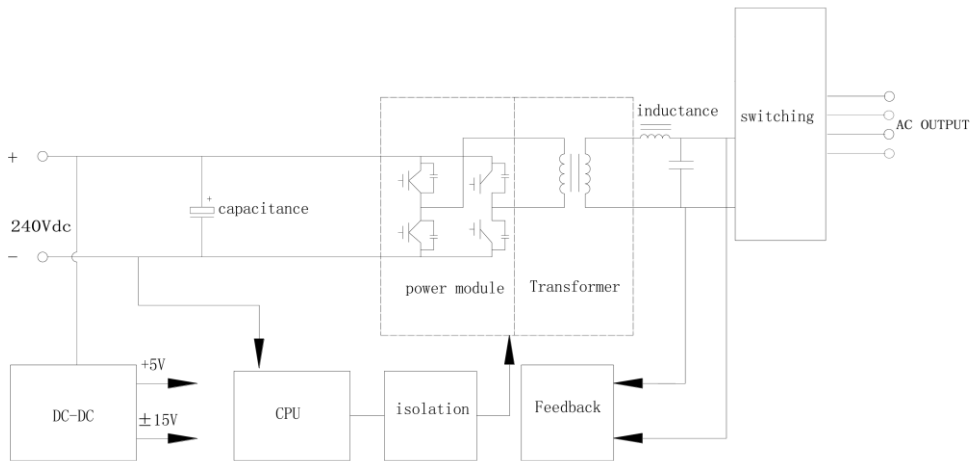 inductance
switching
AC OUTPUT
+
+
capacitance
240Vdc
-
power module
Transformer
+5V
DC-DC
±15V
CPU
isolation
Feedback